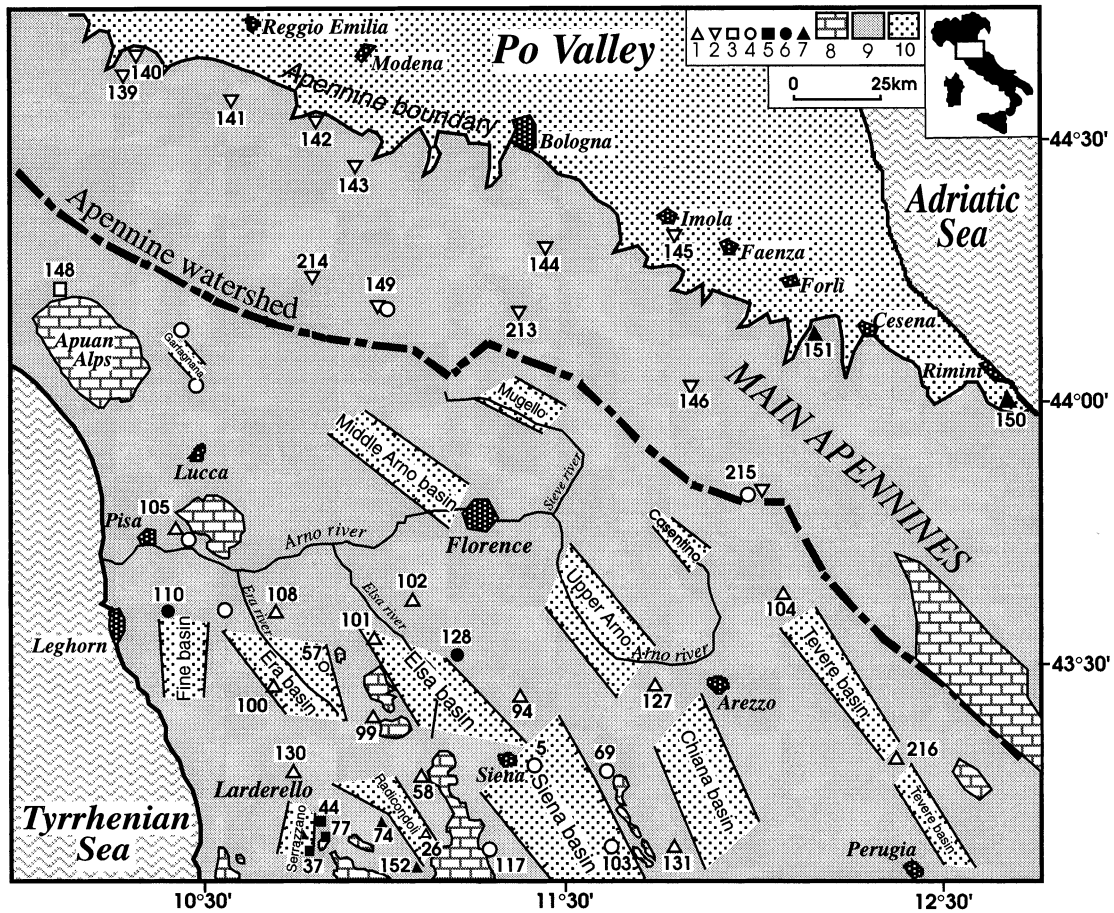 Reggio Emilia
Modena
Po Valley
1 2 3 4 5 6 7 8 9 10
0 25km
Apennine boundary
Bologna
44°30'
140
139
141
142
143
Adriatic
Sea
Imola
145
Faenza
Forlì
Cesena
Rimini
151
150
44°00'
Apennine watershed
214
149
144
213
148
Apuan
Alps
Garfagnana
146
MAIN APENNINES
Mugello
Middle Arno basin
Sieve river
215
Lucca
105
Pisa
Arno river
Florence
Casentino
110
108
102
Era river
Elsa river
101
128
Upper Arno
Arno river
104
Leghorn
Fine basin
Era basin
57
Elsa basin
100
99
94
127
Arezzo
Tevere basin
43°30'
130
Larderello
58
Siena
5
Siena basin
69
Chiana basin
216
Tevere basin
Tyrrhenian
Sea
Serrazzano
44
77
37
74
Radicondoli
26
152
117
103
131
Perugia
10°30'
11°30'
12°30'